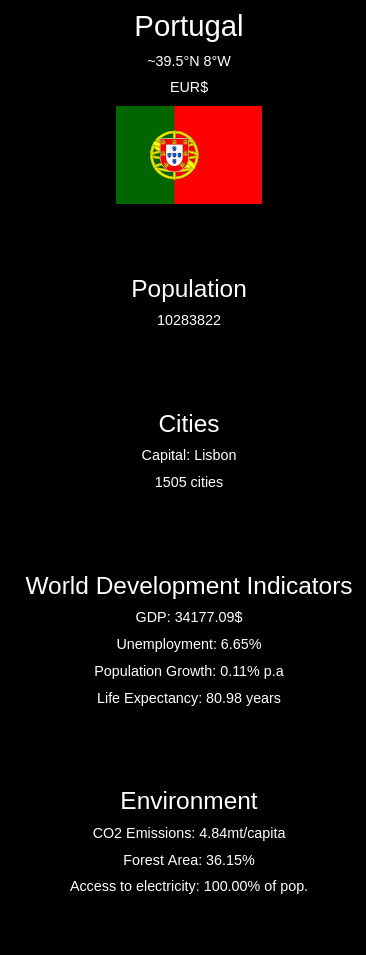 Portugal
~39.5°N 8°W
EUR$
Population
10283822
Cities
Capital: Lisbon
1505 cities
World Development Indicators
GDP: 34177.09$
Unemployment: 6.65%
Population Growth: 0.11% p.a
Life Expectancy: 80.98 years
Environment
CO2 Emissions: 4.84mt/capita
Forest Area: 36.15%
Access to electricity: 100.00% of pop.